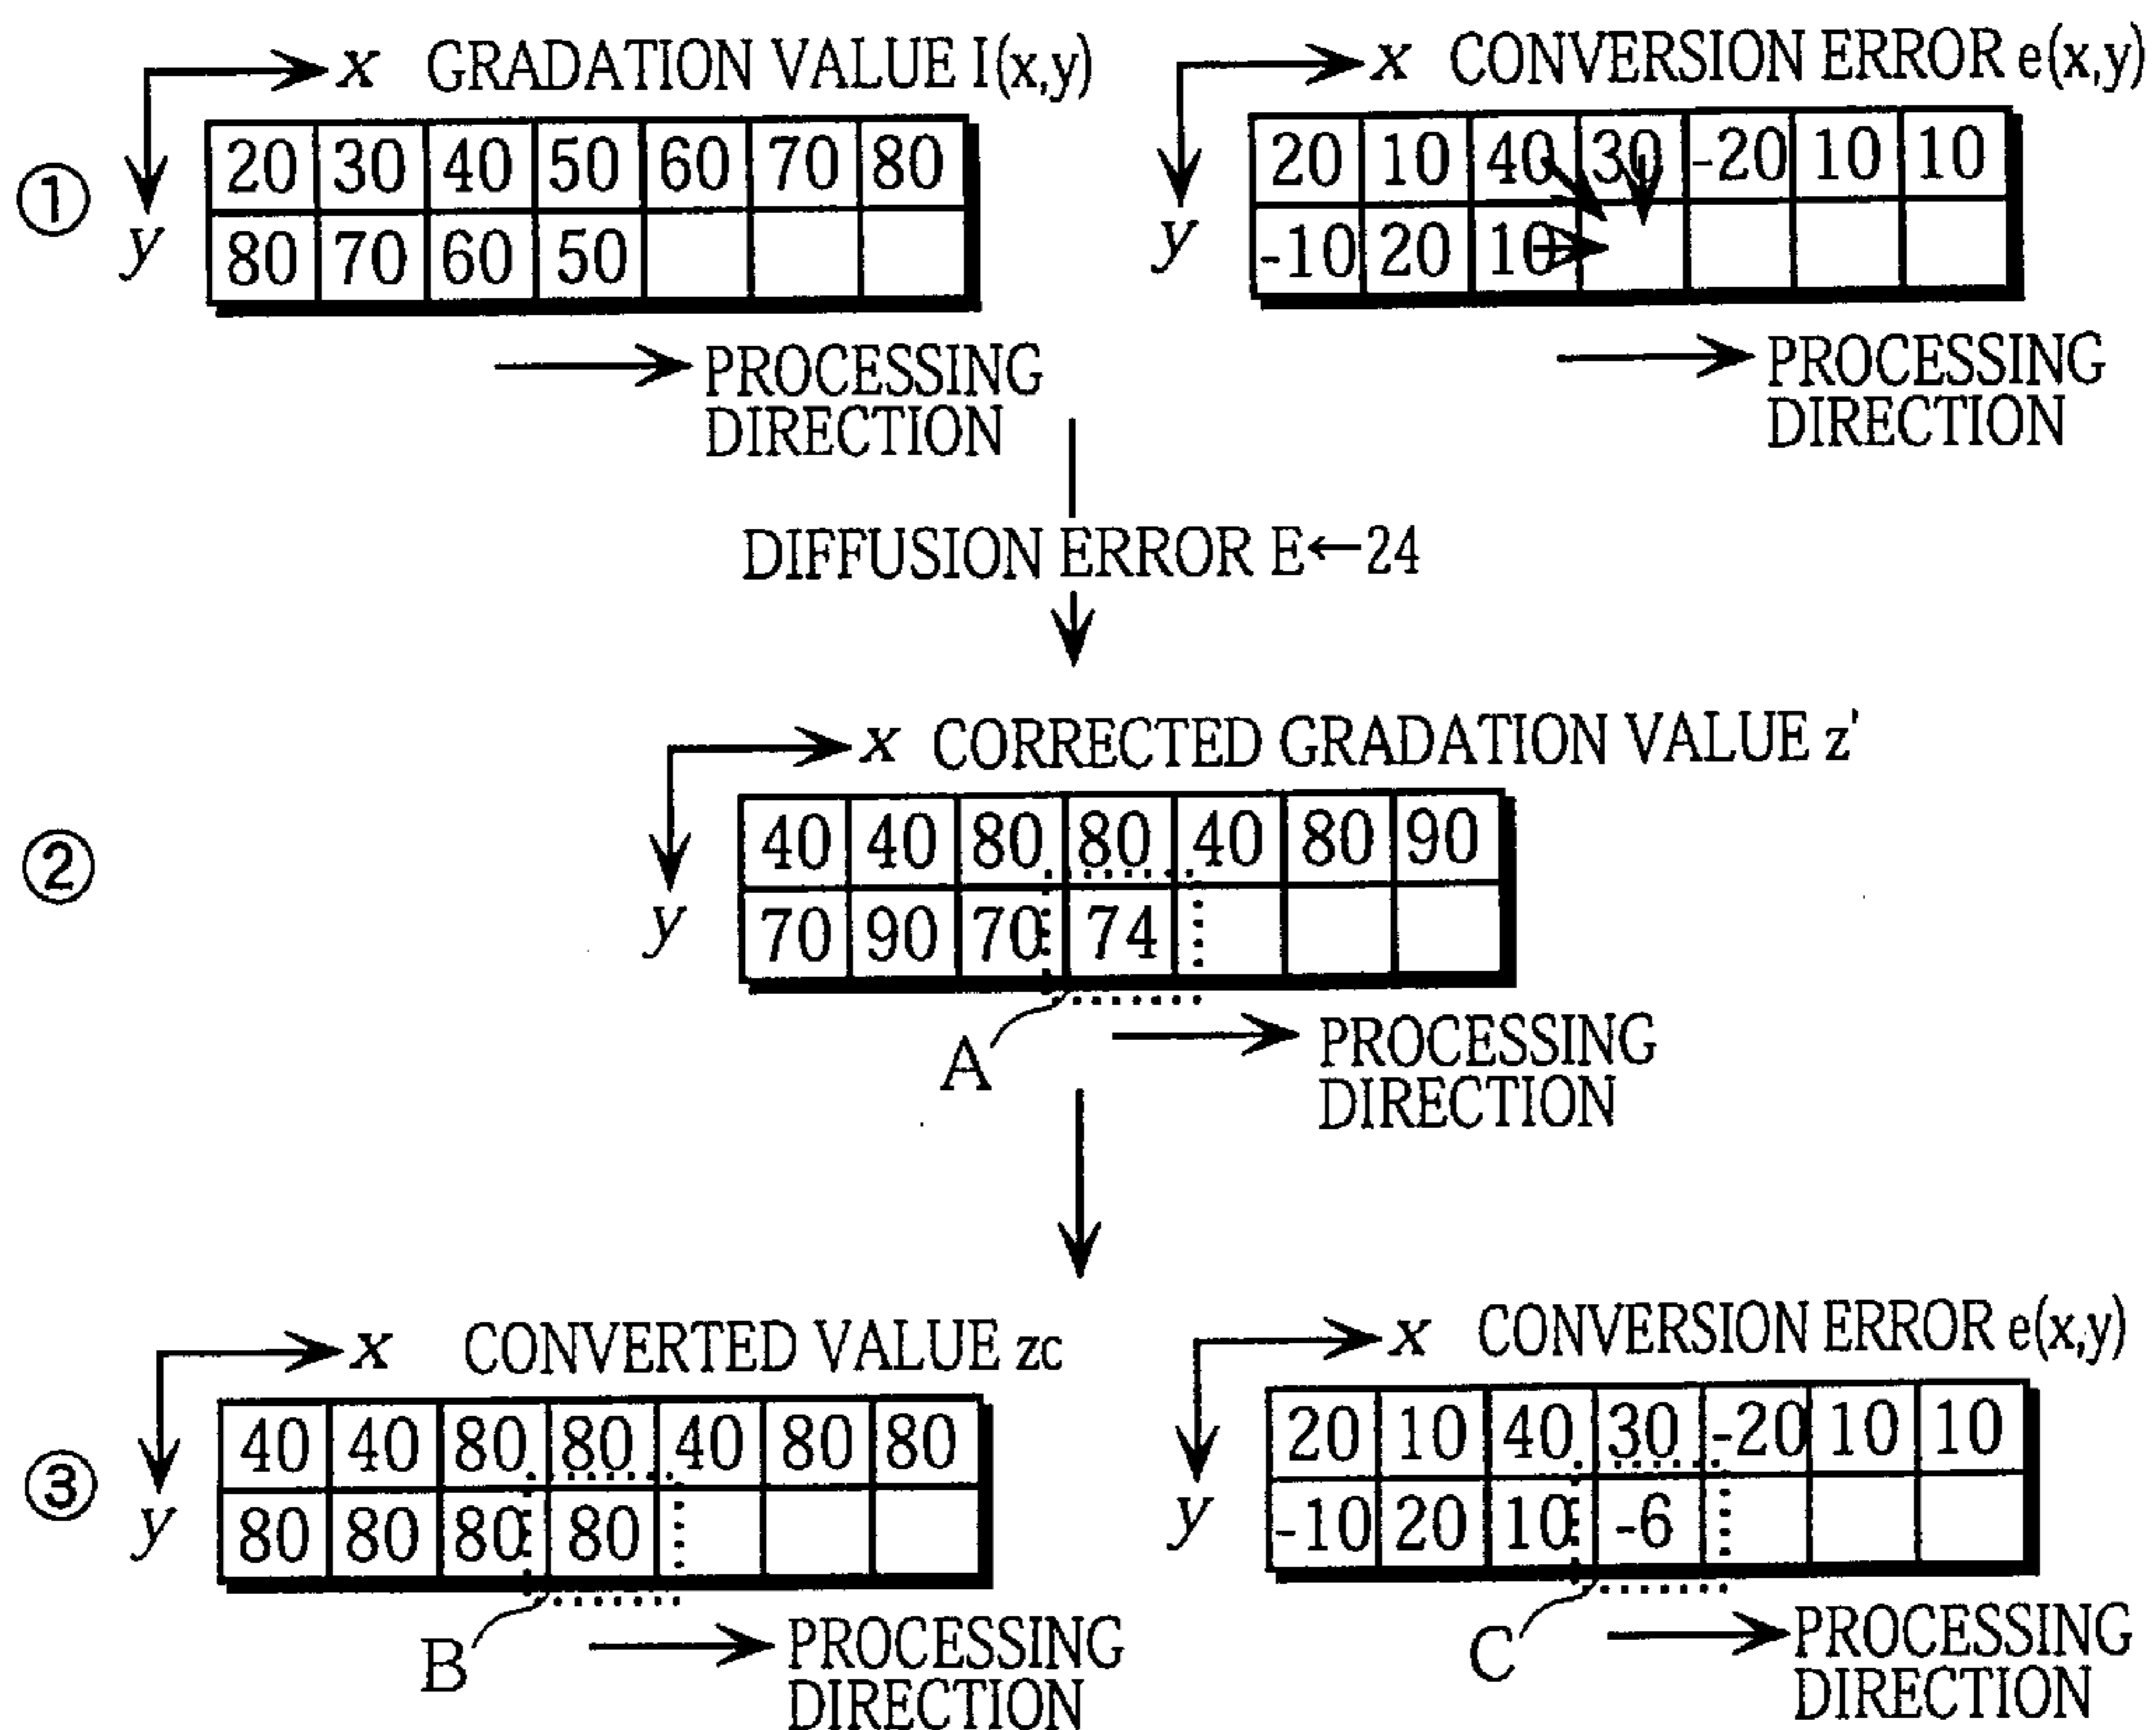 x GRADATION VALUE I(x,y)
x CONVERSION ERROR e(x,y)
①
y
20 30 40 50 60 70 80
80 70 60 50
y
20 10 40 30 -20 10 10
-10 20 10
PROCESSING
DIRECTION
PROCESSING
DIRECTION
DIFFUSION ERROR E←24
x CORRECTED GRADATION VALUE z'
②
y
40 40 80 80 40 80 90
70 90 70 74
A
PROCESSING
DIRECTION
x CONVERTED VALUE zc
x CONVERSION ERROR e(x,y)
③
y
40 40 80 80 40 80 80
80 80 80 80
y
20 10 40 30 -20 10 10
-10 20 10 -6
B
PROCESSING
DIRECTION
C
PROCESSING
DIRECTION